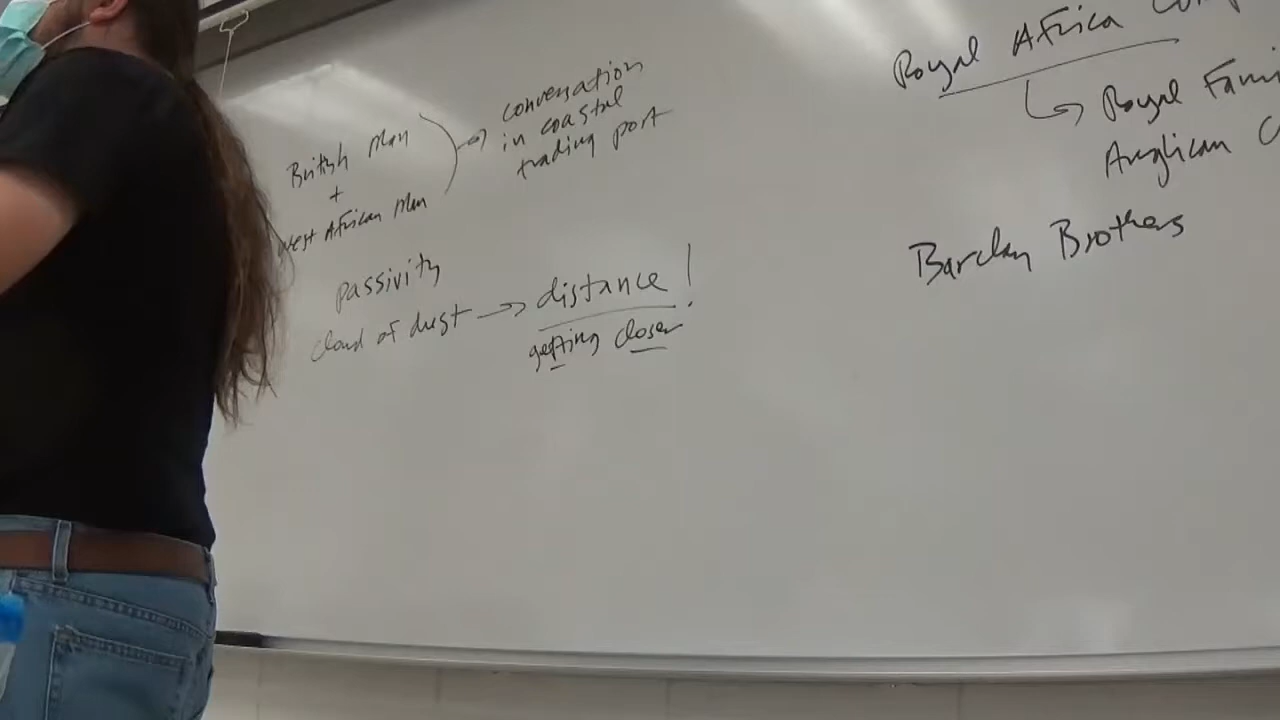 British Man
+
West African Man
conversation
in coastal
trading port
passivity
cloud of dust → distance!
getting closer
Royal Africa
Royal
Anglican
Barclay Brothers